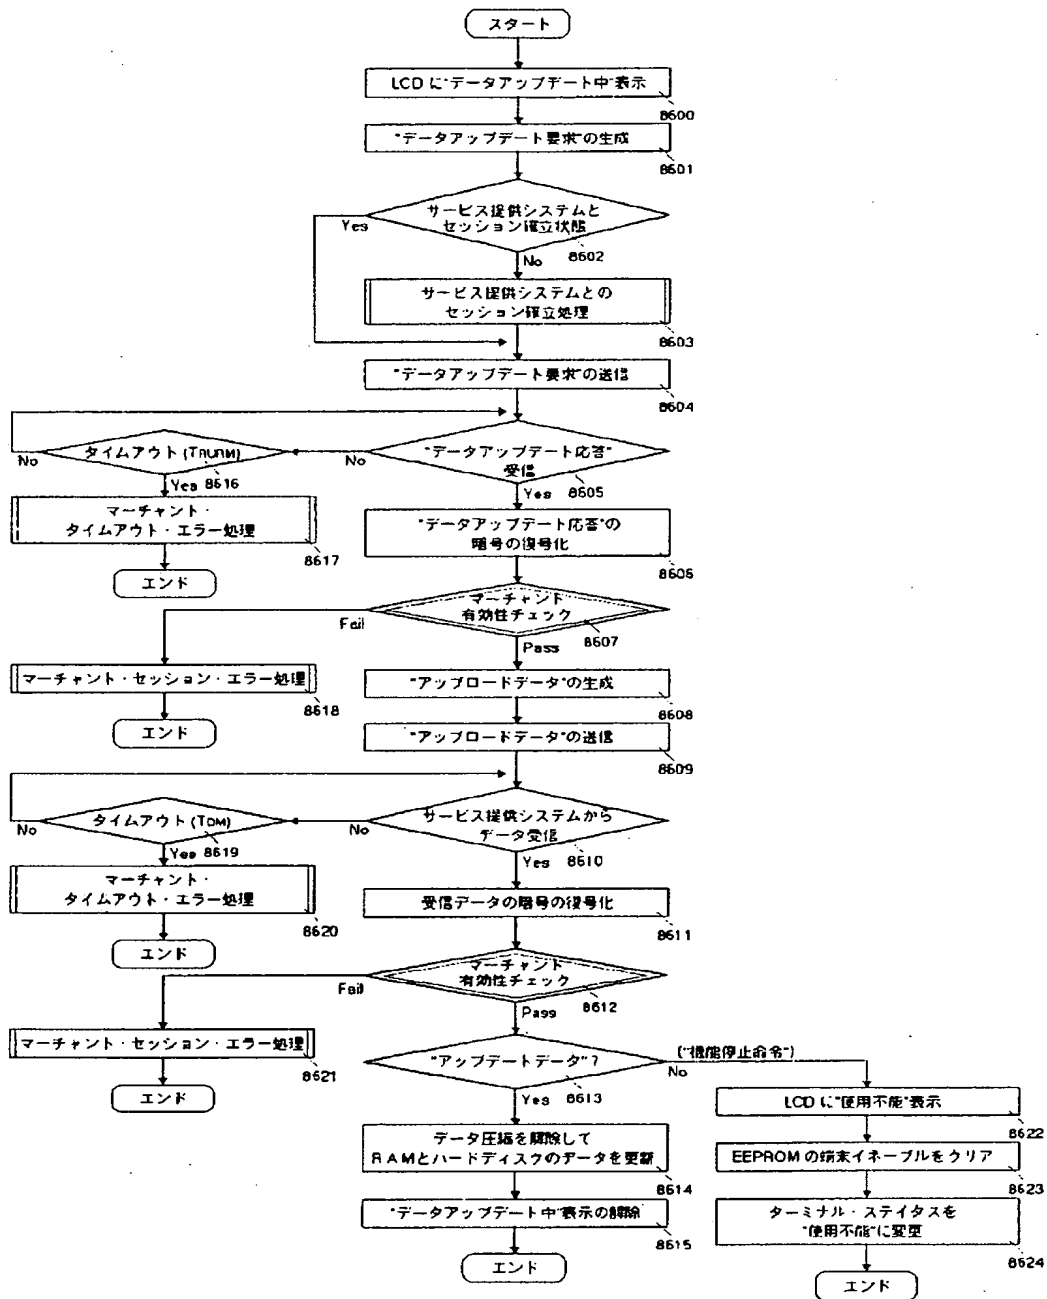 スタート
LCDに"データアップデート中"表示
8600
"データアップデート要求"の生成
8601
サービス提供システムと
セッション確立状態
8602
Yes
No
サービス提供システムとの
セッション確立処理
8603
"データアップデート要求"の送信
8604
"データアップデート応答"
受信
8605
No
Yes
タイムアウト(TRURM)
8616
No
Yes
マーチャント・
タイムアウト・エラー処理
8617
エンド
"データアップデート応答"の
暗号の復号化
8606
マーチャント
有効性チェック
8607
Fail
Pass
マーチャント・セッション・エラー処理
8618
エンド
"アップロードデータ"の生成
8608
"アップロードデータ"の送信
8609
サービス提供システムから
データ受信
8610
No
Yes
タイムアウト(TDM)
8619
No
Yes
マーチャント・
タイムアウト・エラー処理
8620
エンド
受信データの暗号の復号化
8611
マーチャント
有効性チェック
8612
Fail
Pass
マーチャント・セッション・エラー処理
8621
エンド
"アップデートデータ"?
8613
("機能停止命令")
No
Yes
データ圧縮を解除して
RAMとハードディスクのデータを更新
8614
"データアップデート中"表示の解除
8615
エンド
LCDに"使用不能"表示
8622
EEPROMの端末イネーブルをクリア
8623
ターミナル・ステイタスを
"使用不能"に変更
8624
エンド